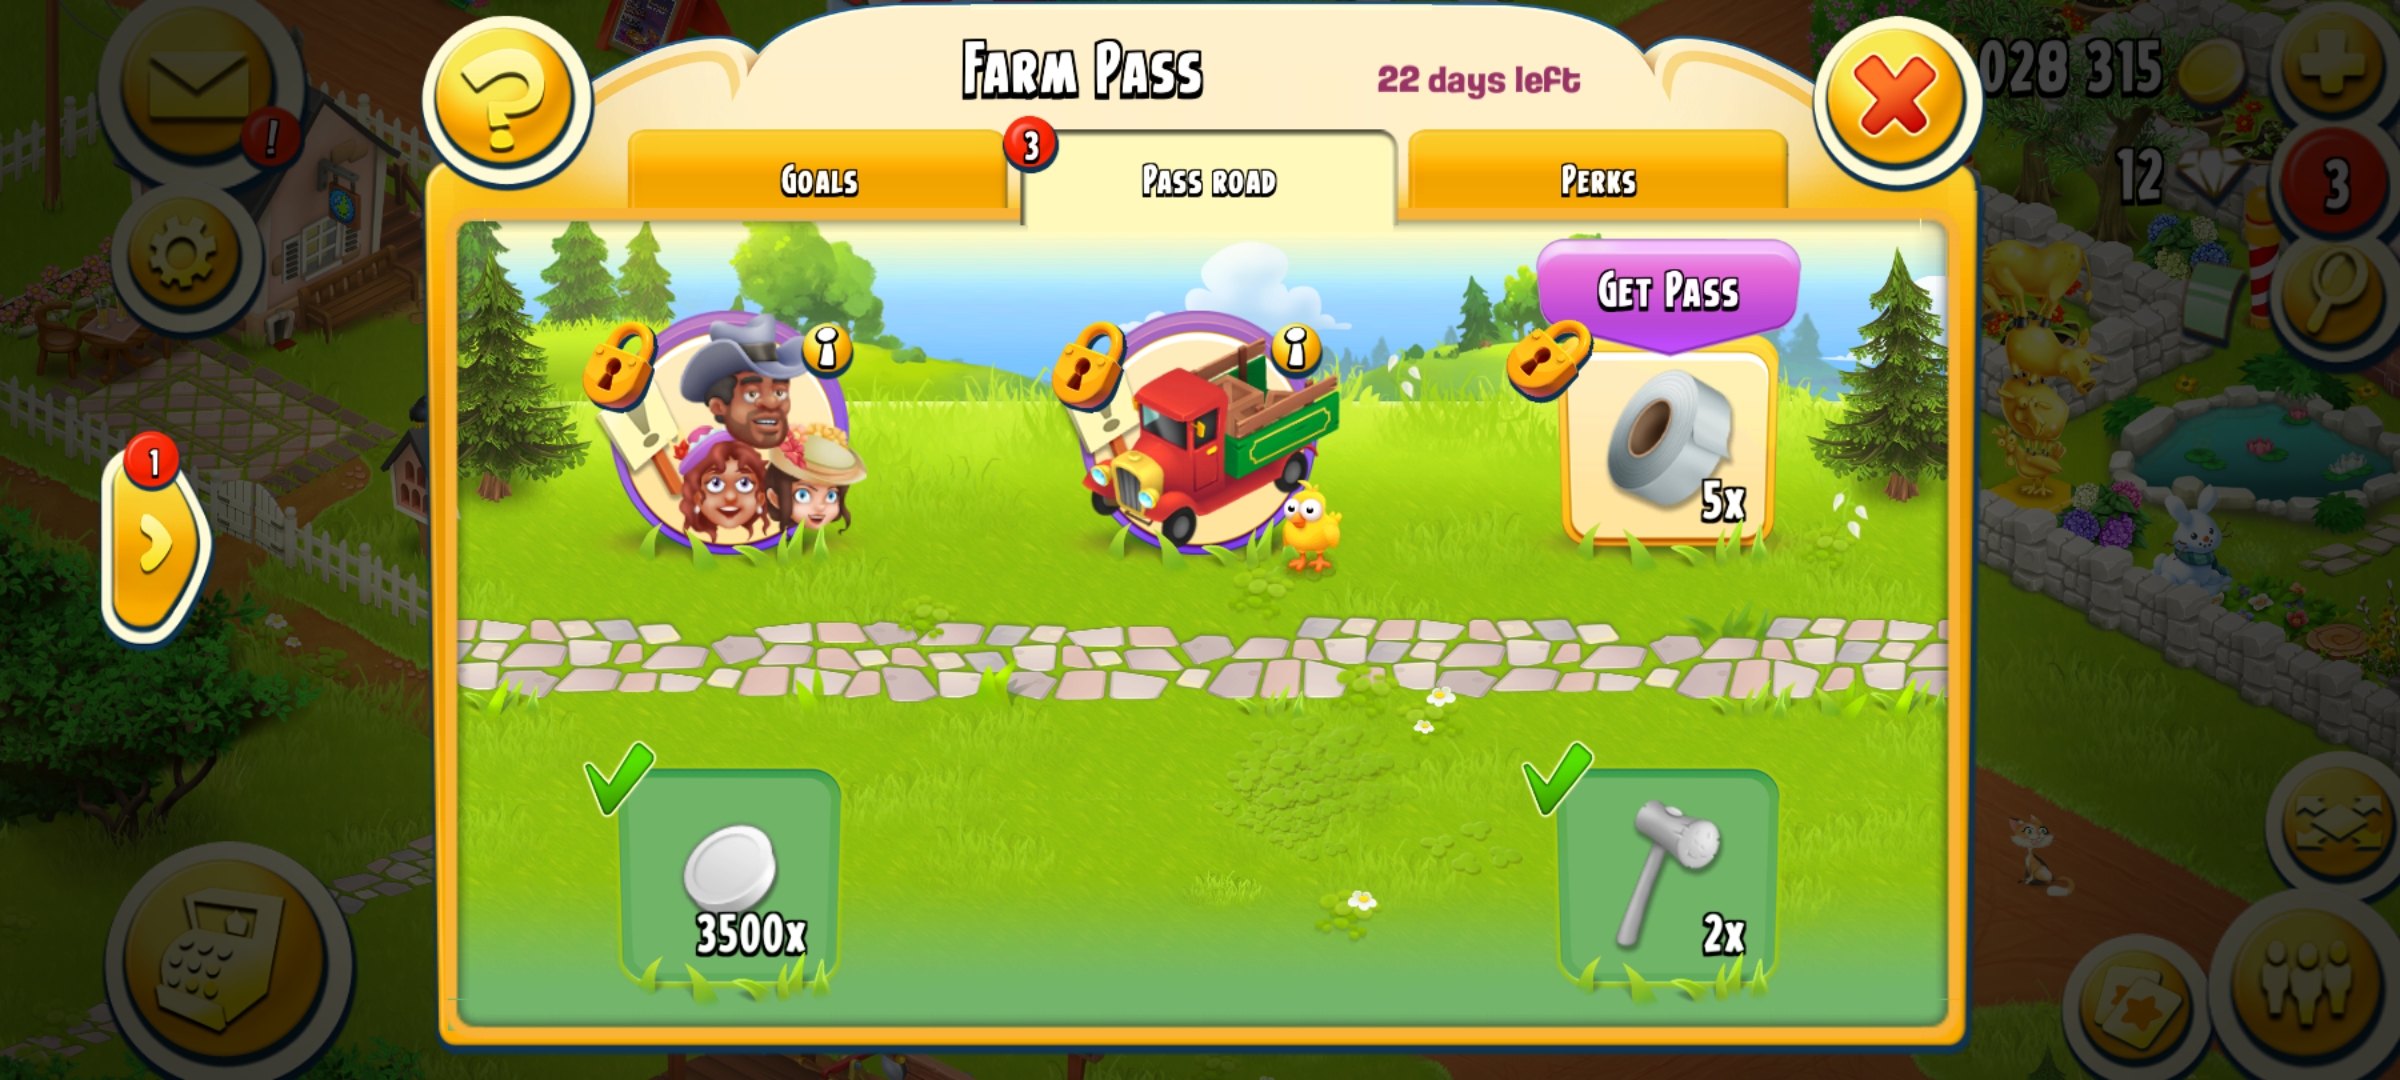 FARM PASS
22 days left
028 315
GOALS
3
PASS ROAD
PERKS
12
3
GET PASS
1
5x
3500x
2x